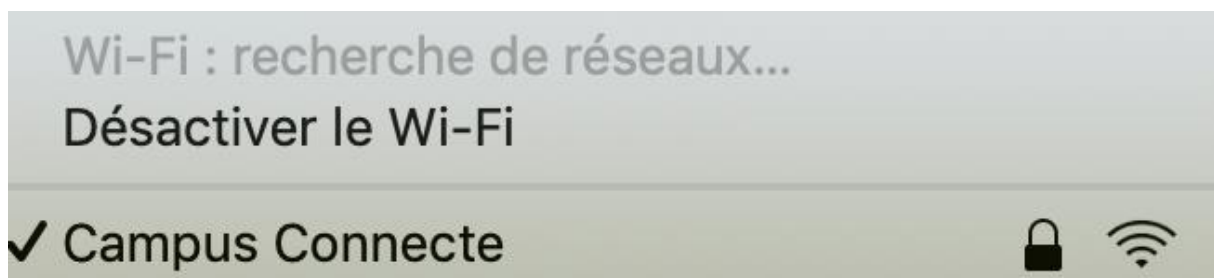 Wi-Fi : recherche de réseaux...
Désactiver le Wi-Fi
Campus Connecte